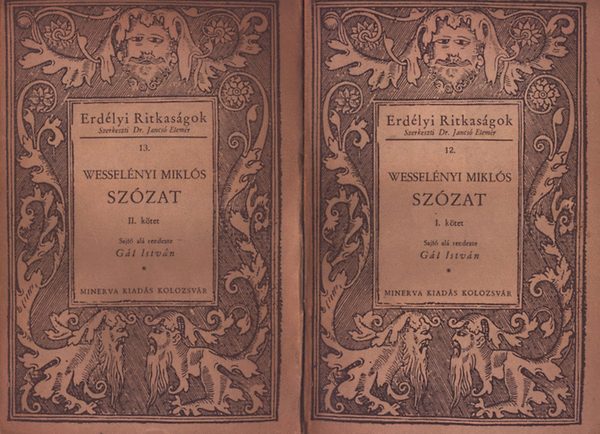 Erdélyi Ritkaságok
Szerkeszti Dr. Jancsó Elemér
13.
WESSELÉNYI MIKLÓS
SZÓZAT
II. kötet
Sajtó alá rendezte
Gál István
*
MINERVA KIADÁS KOLOZSVÁR
Erdélyi Ritkaságok
Szerkeszti Dr. Jancsó Elemér
12.
WESSELÉNYI MIKLÓS
SZÓZAT
I. kötet
Sajtó alá rendezte
Gál István
*
MINERVA KIADÁS KOLOZSVÁR